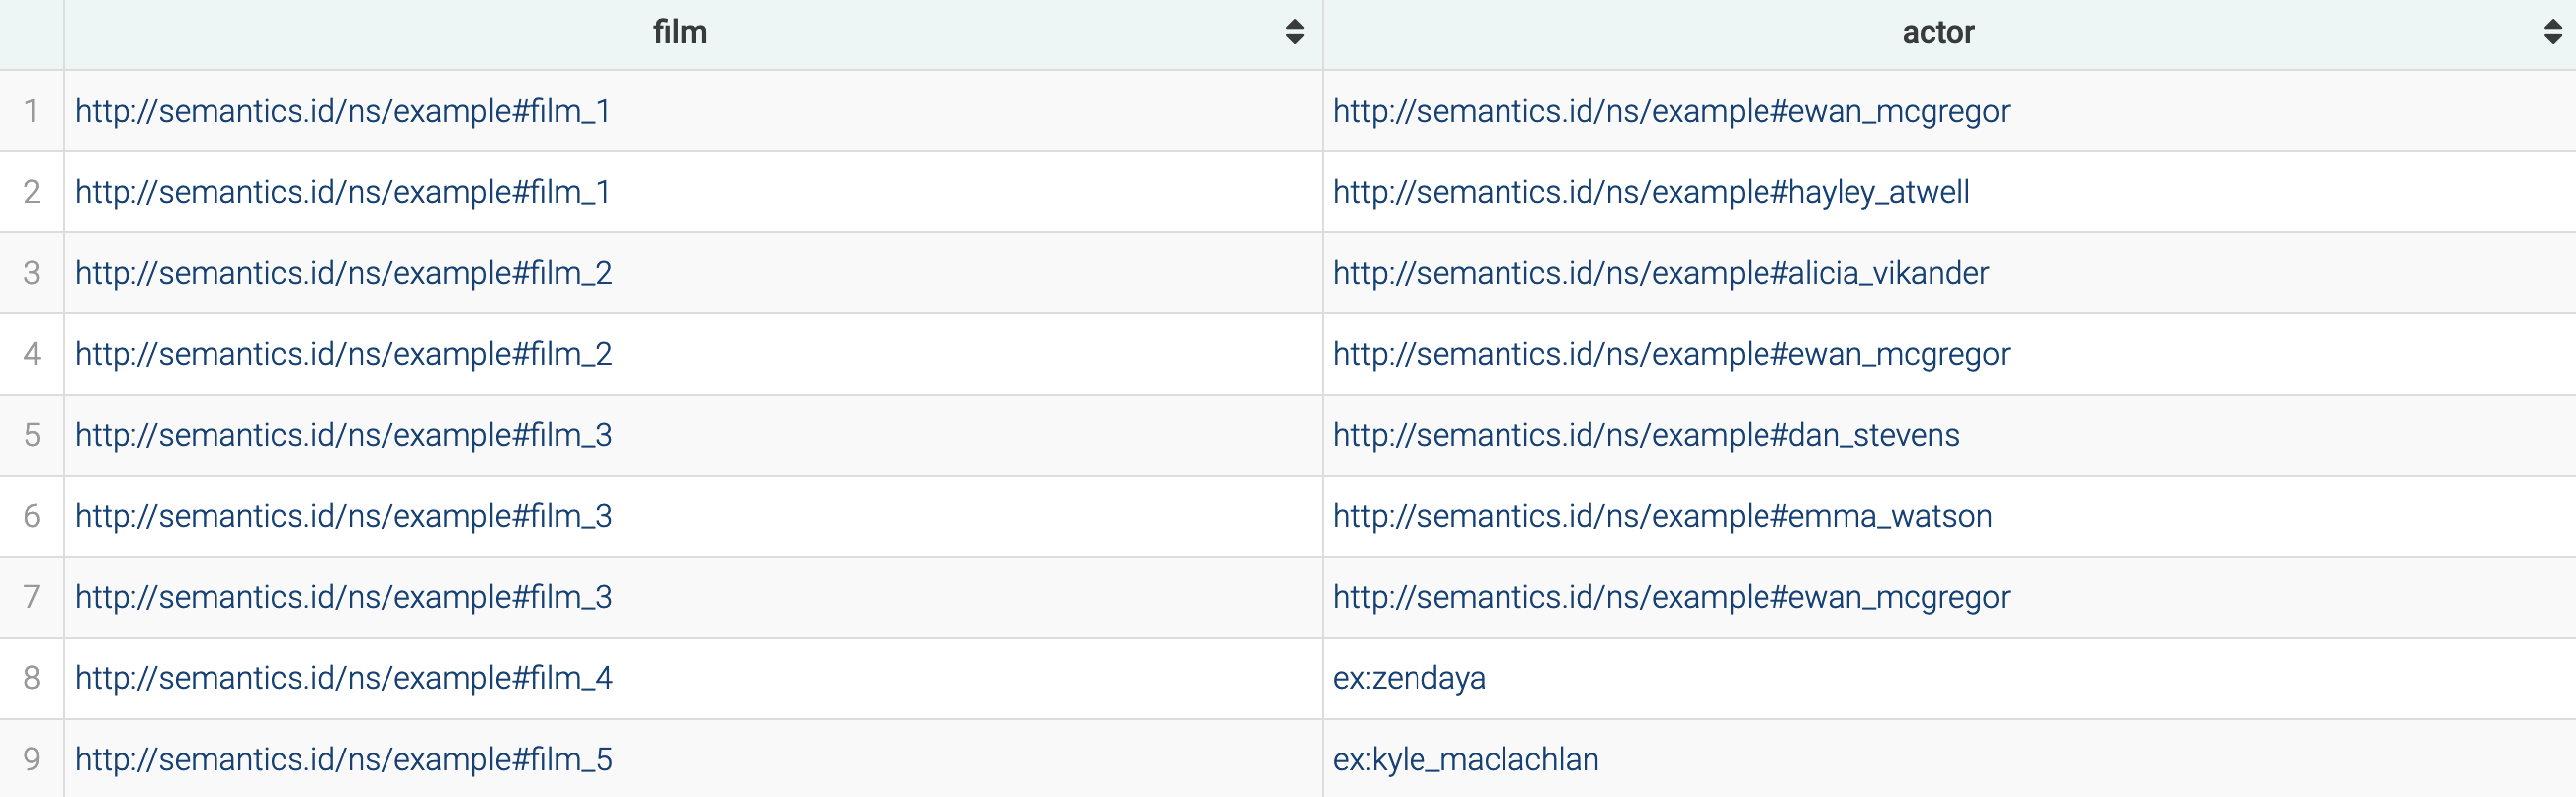 film actor
1 http://semantics.id/ns/example#film_1 http://semantics.id/ns/example#ewan_mcgregor
2 http://semantics.id/ns/example#film_1 http://semantics.id/ns/example#hayley_atwell
3 http://semantics.id/ns/example#film_2 http://semantics.id/ns/example#alicia_vikander
4 http://semantics.id/ns/example#film_2 http://semantics.id/ns/example#ewan_mcgregor
5 http://semantics.id/ns/example#film_3 http://semantics.id/ns/example#dan_stevens
6 http://semantics.id/ns/example#film_3 http://semantics.id/ns/example#emma_watson
7 http://semantics.id/ns/example#film_3 http://semantics.id/ns/example#ewan_mcgregor
8 http://semantics.id/ns/example#film_4 ex:zendaya
9 http://semantics.id/ns/example#film_5 ex:kyle_maclachlan